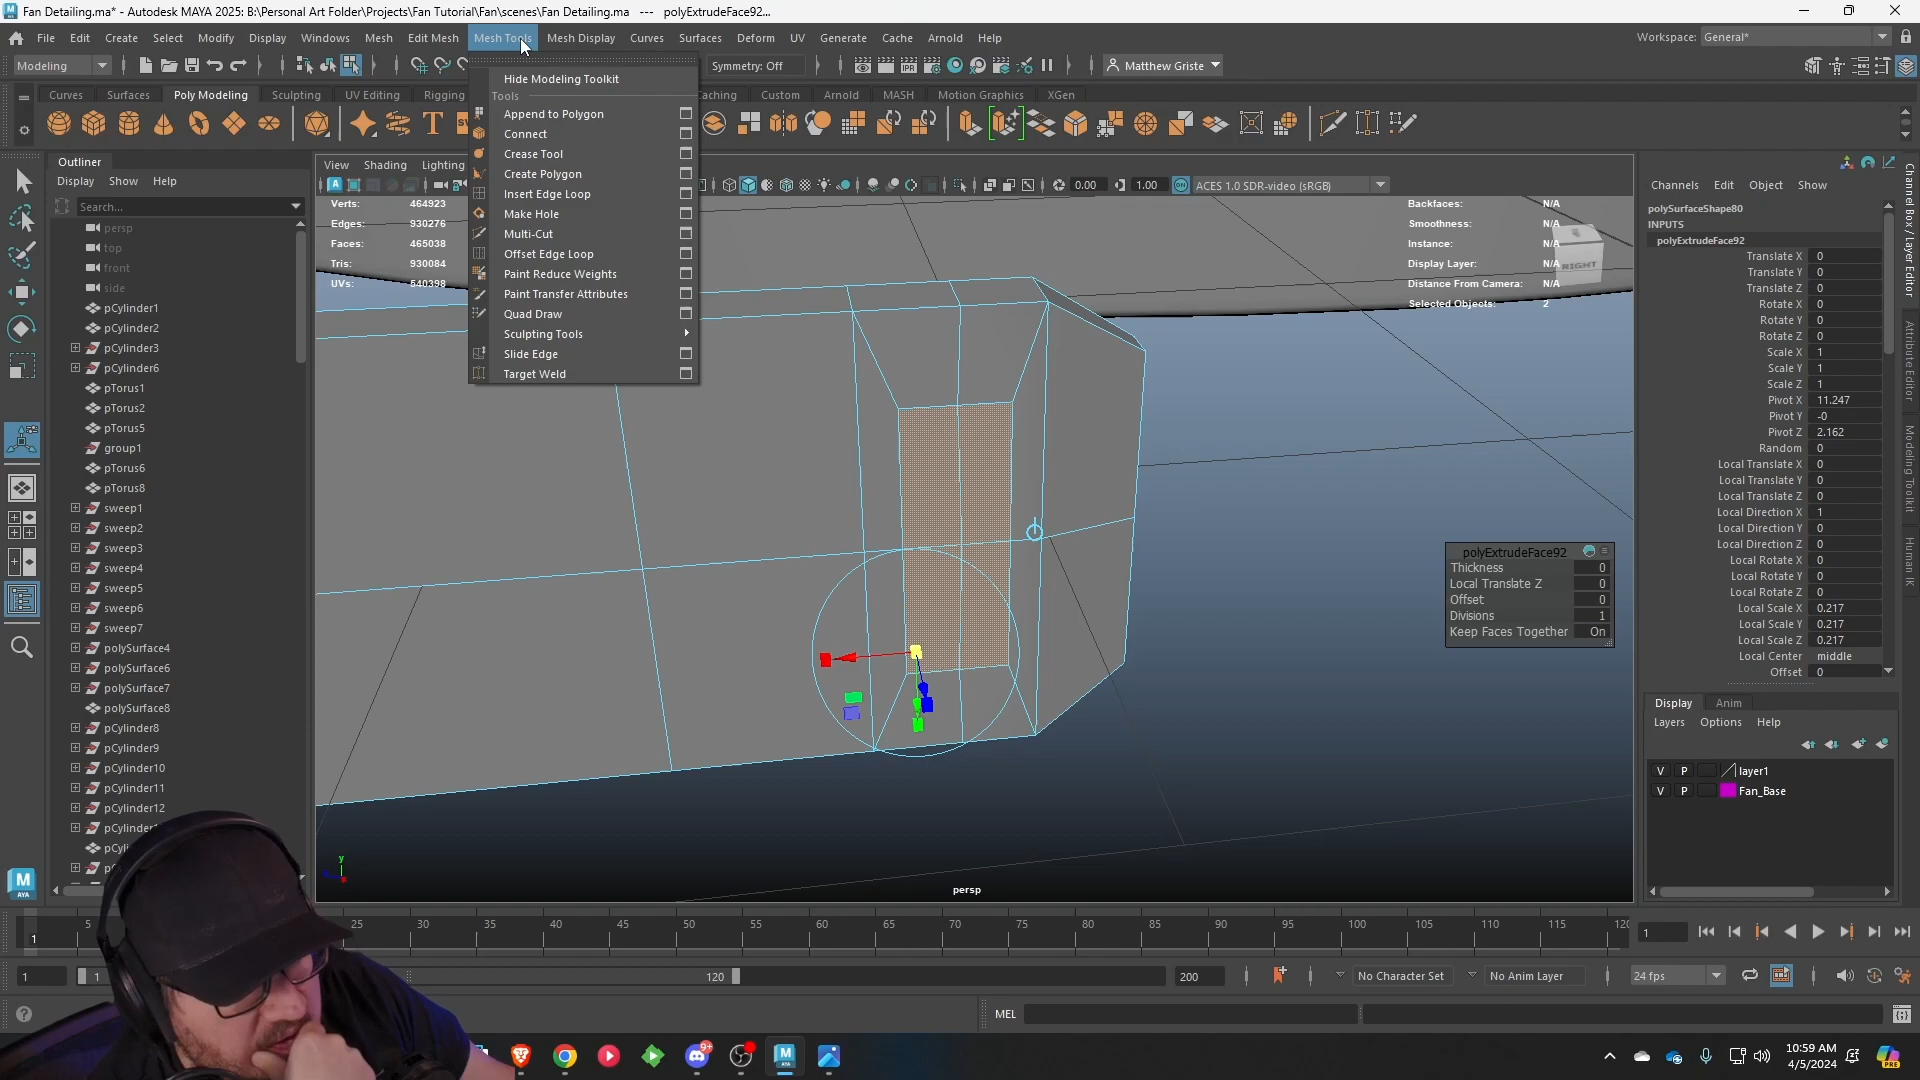 Fan Detailing.ma* - Autodesk MAYA 2025: B:\Personal Art Folder\Projects\Fan Tutorial\Fan\scenes\Fan Detailing.ma --- polyExtrudeFace92...
File Edit Create Select Modify Display Windows Mesh Edit Mesh Mesh Tools Mesh Display Curves Surfaces Deform UV Generate Cache Arnold Help
Workspace: General*
Modeling
Symmetry: Off
Matthew Griste
Curves Surfaces Poly Modeling Sculpting UV Editing Rigging
aching Custom Arnold MASH Motion Graphics XGen
Hide Modeling Toolkit
Tools
Append to Polygon
Connect
Crease Tool
Create Polygon
Insert Edge Loop
Make Hole
Multi-Cut
Offset Edge Loop
Paint Reduce Weights
Paint Transfer Attributes
Quad Draw
Sculpting Tools
Slide Edge
Target Weld
Outliner
Display Show Help
Search...
persp
top
front
side
pCylinder1
pCylinder2
pCylinder3
pCylinder6
pTorus1
pTorus2
pTorus5
group1
pTorus6
pTorus8
sweep1
sweep2
sweep3
sweep4
sweep5
sweep6
sweep7
polySurface4
polySurface6
polySurface7
polySurface8
pCylinder8
pCylinder9
pCylinder10
pCylinder11
pCylinder12
View Shading Lighting
0.00 1.00 ACES 1.0 SDR-video (sRGB)
Verts: 464923
Edges: 930276
Faces: 465038
Tris: 930084
UVs: 540398
Backfaces: N/A
Smoothness: N/A
Instance: N/A
Display Layer: N/A
Distance From Camera: N/A
Selected Objects: 2
RIGHT
polyExtrudeFace92
Thickness 0
Local Translate Z 0
Offset 0
Divisions 1
Keep Faces Together On
y
persp
Channels Edit Object Show
polySurfaceShape80
INPUTS
polyExtrudeFace92
Translate X 0
Translate Y 0
Translate Z 0
Rotate X 0
Rotate Y 0
Rotate Z 0
Scale X 1
Scale Y 1
Scale Z 1
Pivot X 11.247
Pivot Y -0
Pivot Z 2.162
Random 0
Local Translate X 0
Local Translate Y 0
Local Translate Z 0
Local Direction X 1
Local Direction Y 0
Local Direction Z 0
Local Rotate X 0
Local Rotate Y 0
Local Rotate Z 0
Local Scale X 0.217
Local Scale Y 0.217
Local Scale Z 0.217
Local Center middle
Offset 0
Channel Box / Layer Editor
Attribute Editor
Modeling Toolkit
Human IK
Display Anim
Layers Options Help
V P layer1
V P Fan_Base
5 25 30 35 40 45 50 55 60 65 70 75 80 85 90 95 100 105 110 115 120
1
1
1 1 120 200 No Character Set No Anim Layer 24 fps
MEL
M AYA
9+
10:59 AM
4/5/2024